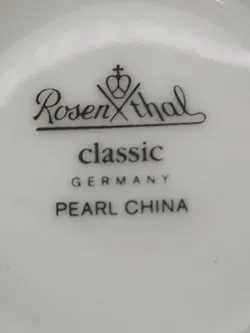 Rosenthal
classic
GERMANY
PEARL CHINA